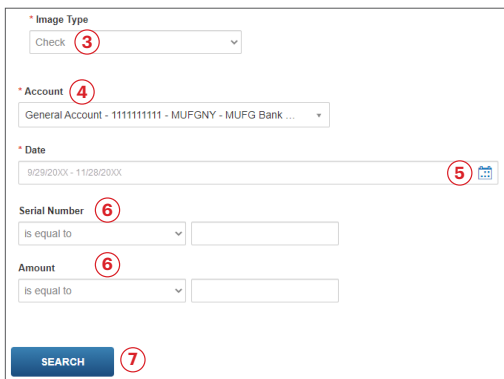 * Image Type
Check 3
* Account 4
General Account - 1111111111 - MUFGNY - MUFG Bank ...
* Date
9/29/20XX - 11/28/20XX 5
Serial Number 6
is equal to
Amount 6
is equal to
SEARCH 7